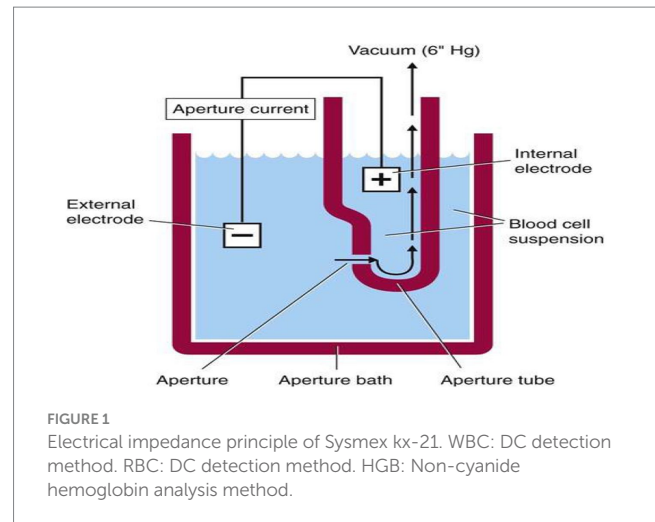 Vacuum (6" Hg)
Aperture current
Internal
electrode
+
External
electrode
−
Blood cell
suspension
Aperture
Aperture bath
Aperture tube
FIGURE 1
Electrical impedance principle of Sysmex kx-21. WBC: DC detection
method. RBC: DC detection method. HGB: Non-cyanide
hemoglobin analysis method.